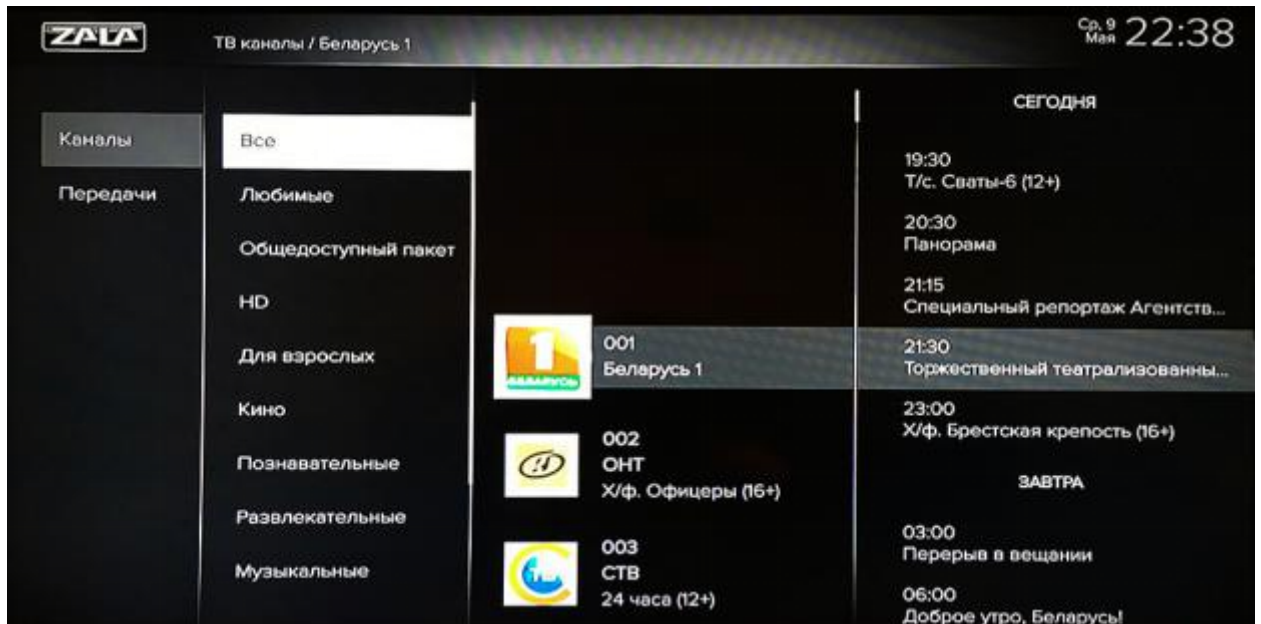 ZALA
ТВ каналы / Беларусь 1
Ср, 9
Мая
22:38
Каналы
Передачи
Все
Любимые
Общедоступный пакет
HD
Для взрослых
Кино
Познавательные
Развлекательные
Музыкальные
1
БЕЛАРУСЬ
001
Беларусь 1
002
ОНТ
Х/ф. Офицеры (16+)
003
СТВ
24 часа (12+)
СЕГОДНЯ
19:30
Т/с. Сваты-6 (12+)
20:30
Панорама
21:15
Специальный репортаж Агентств...
21:30
Торжественный театрализованны...
23:00
Х/ф. Брестская крепость (16+)
ЗАВТРА
03:00
Перерыв в вещании
06:00
Доброе утро, Беларусь!